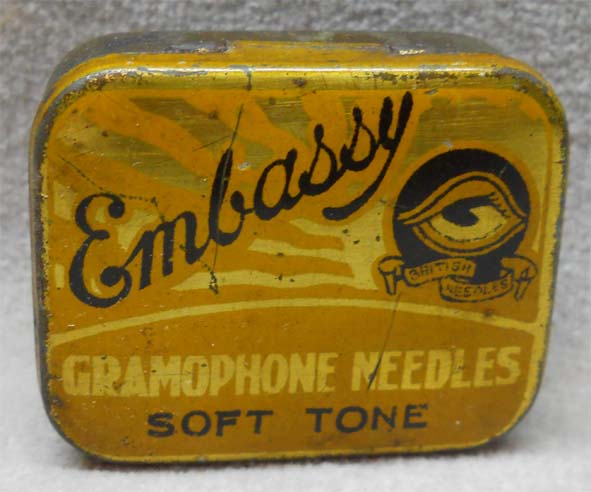 Embassy
BRITISH
NEEDLES
GRAMOPHONE NEEDLES
SOFT TONE